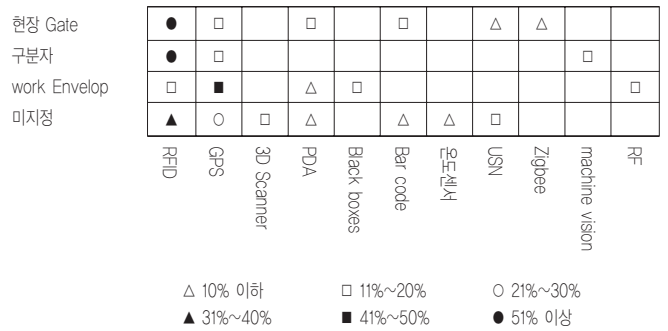 현장 Gate ● □ □ □ △ △
구분자 ● □ □
work Envelop □ ■ △ □ □
미지정 ▲ ○ □ △ △ △ □
RFID GPS 3D Scanner PDA Black boxes Bar code 온도센서 USN Zigbee machine vision RF
△ 10% 이하 □ 11%~20% ○ 21%~30%
▲ 31%~40% ■ 41%~50% ● 51% 이상